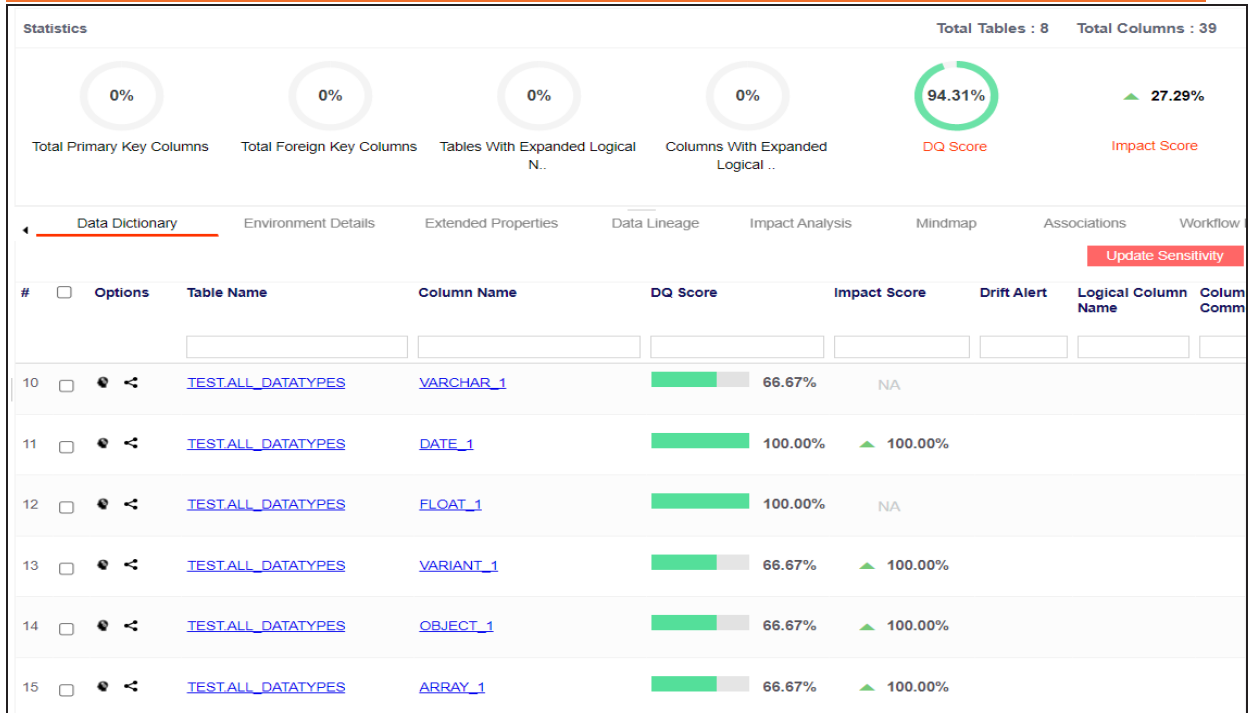 Statistics Total Tables : 8 Total Columns : 39
0% 0% 0% 0% 94.31% 27.29%
Total Primary Key Columns Total Foreign Key Columns Tables With Expanded Logical N.. Columns With Expanded Logical .. DQ Score Impact Score
Data Dictionary Environment Details Extended Properties Data Lineage Impact Analysis Mindmap Associations Workflow
Update Sensitivity
# Options Table Name Column Name DQ Score Impact Score Drift Alert Logical Column Name Colum Comm
10 TEST.ALL_DATATYPES VARCHAR_1 66.67% NA
11 TEST.ALL_DATATYPES DATE_1 100.00% 100.00%
12 TEST.ALL_DATATYPES FLOAT_1 100.00% NA
13 TEST.ALL_DATATYPES VARIANT_1 66.67% 100.00%
14 TEST.ALL_DATATYPES OBJECT_1 66.67% 100.00%
15 TEST.ALL_DATATYPES ARRAY_1 66.67% 100.00%